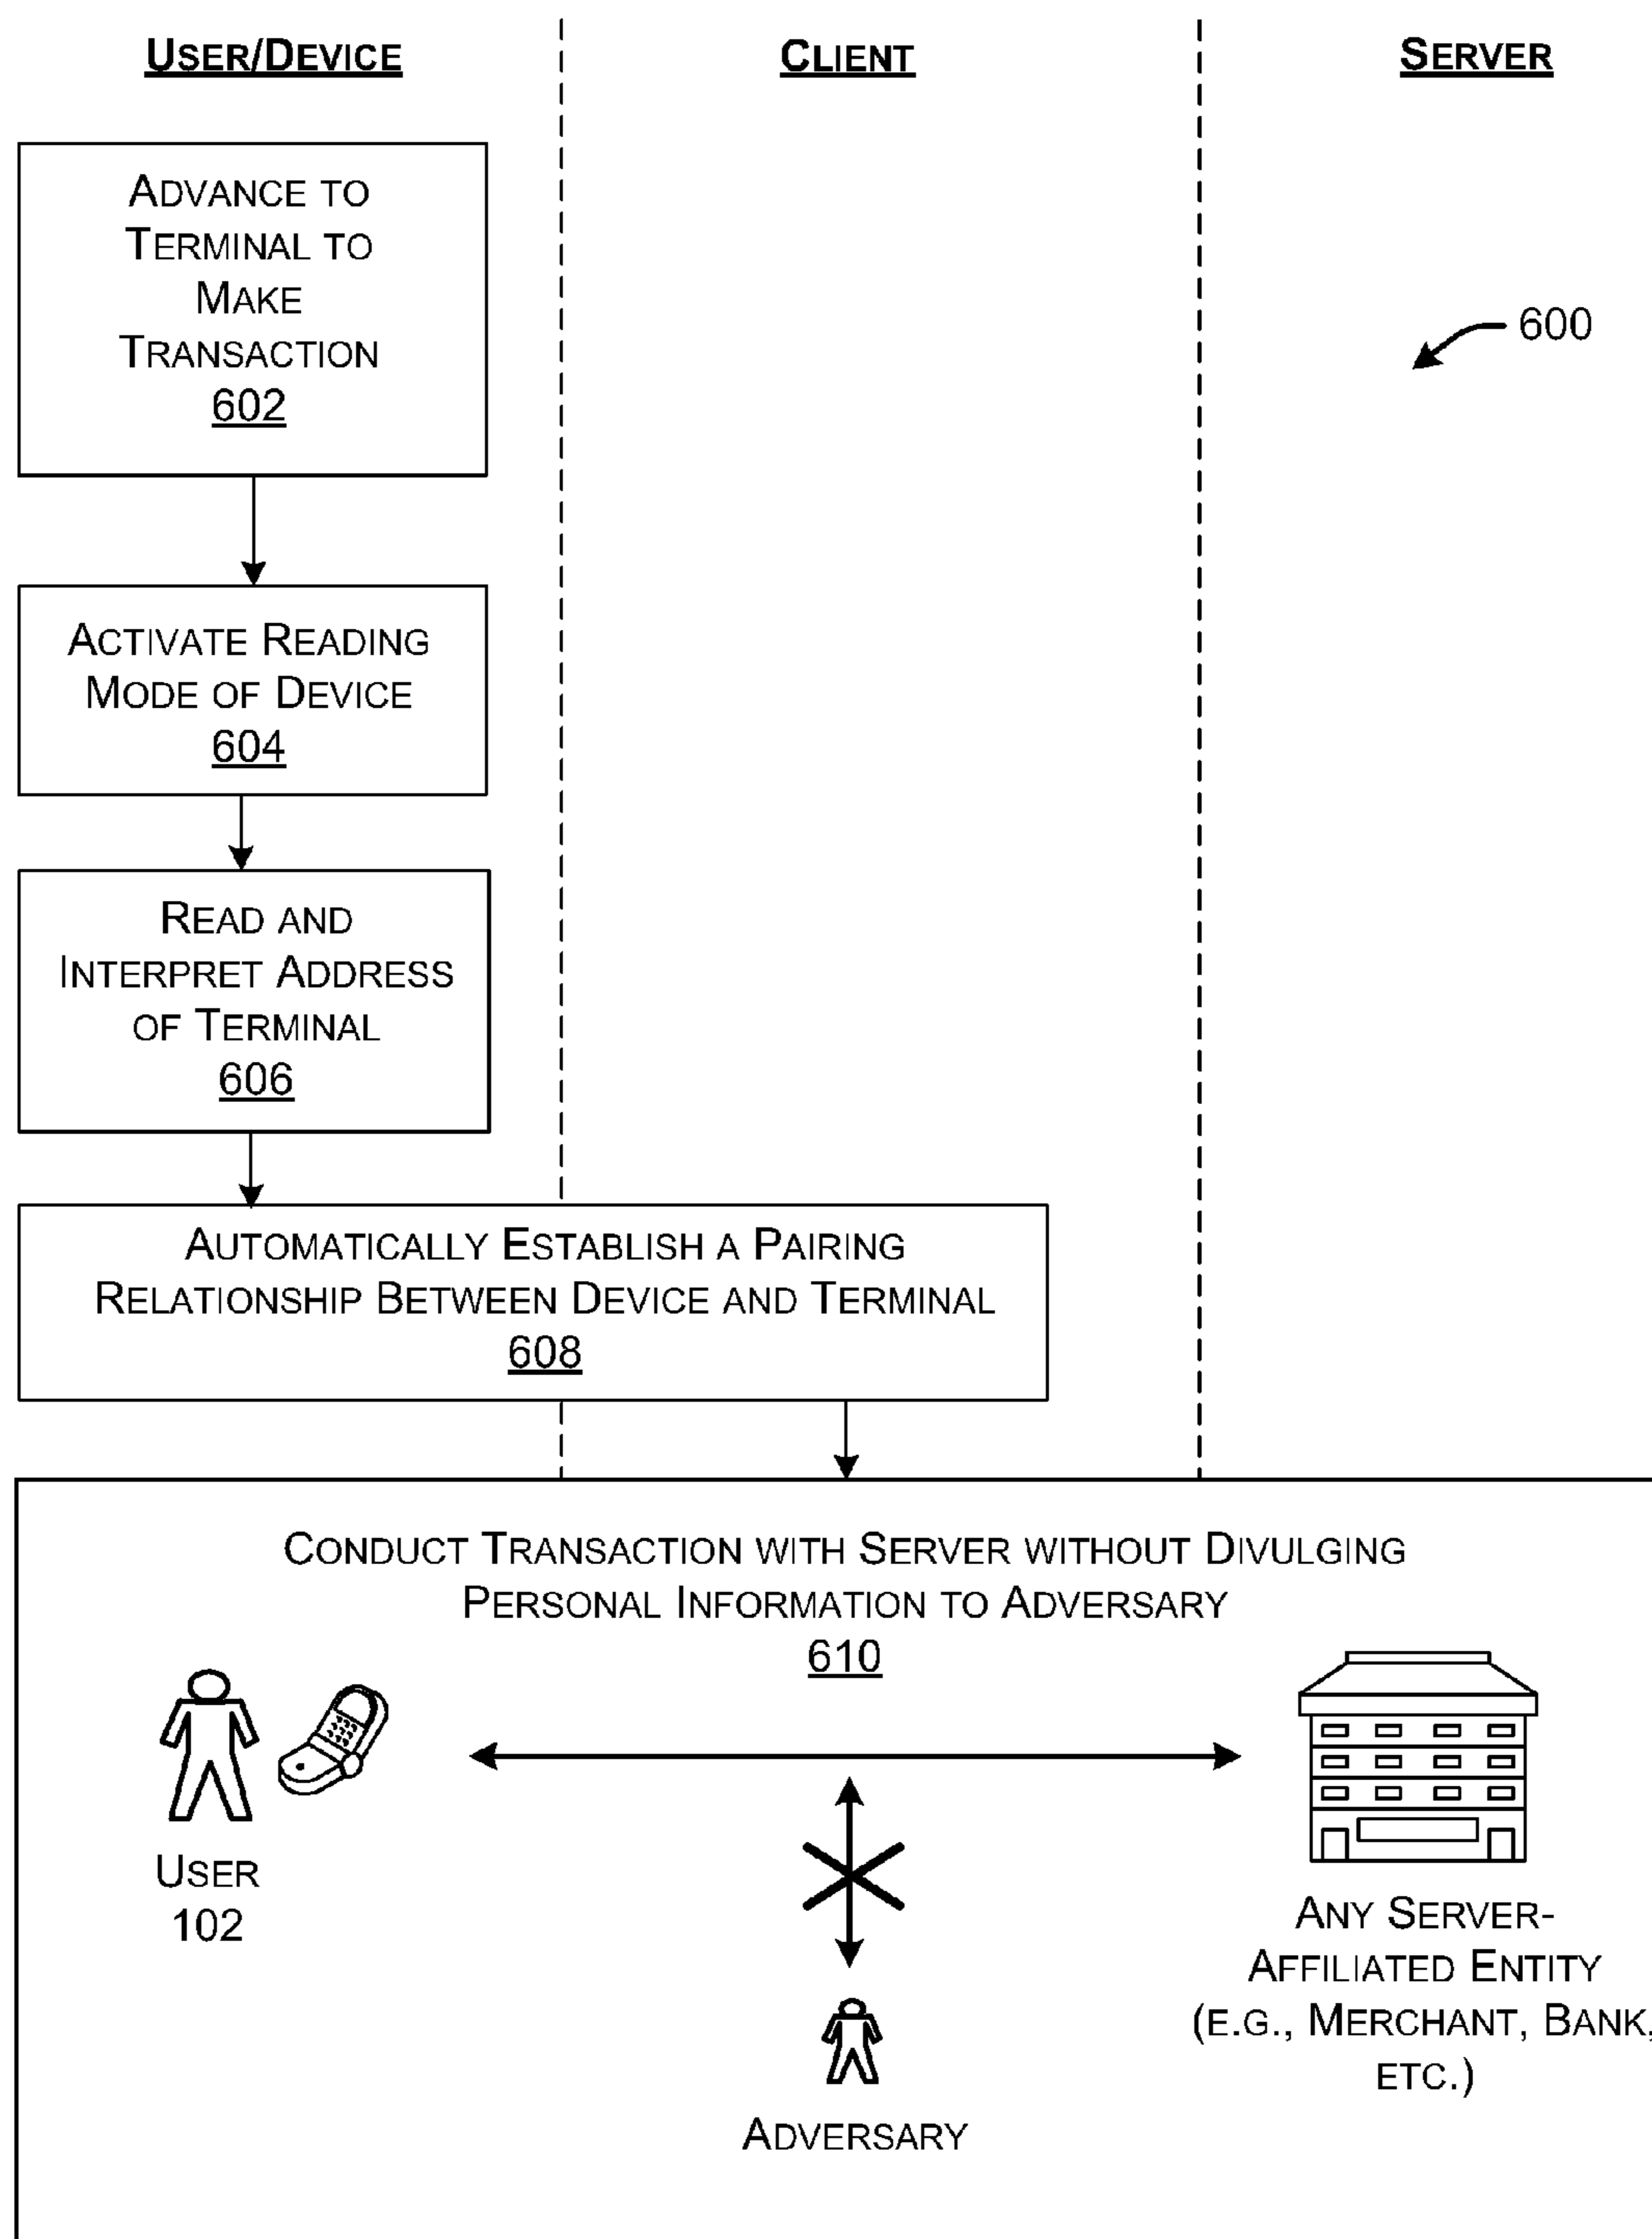 USER/DEVICE
CLIENT
SERVER
ADVANCE TO
TERMINAL TO
MAKE
TRANSACTION
602
600
ACTIVATE READING
MODE OF DEVICE
604
READ AND
INTERPRET ADDRESS
OF TERMINAL
606
AUTOMATICALLY ESTABLISH A PAIRING
RELATIONSHIP BETWEEN DEVICE AND TERMINAL
608
CONDUCT TRANSACTION WITH SERVER WITHOUT DIVULGING
PERSONAL INFORMATION TO ADVERSARY
610
USER
102
ADVERSARY
ANY SERVER-
AFFILIATED ENTITY
(E.G., MERCHANT, BANK,
ETC.)